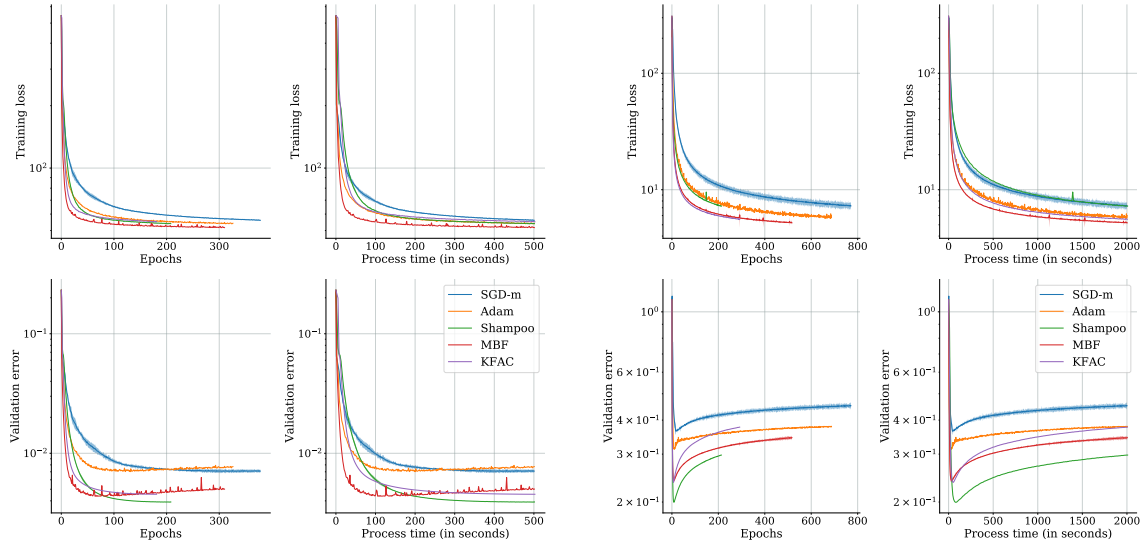 Training loss
10²
0 100 200 300
Epochs
Training loss
10²
0 100 200 300 400 500
Process time (in seconds)
Training loss
10²
10¹
0 200 400 600 800
Epochs
Training loss
10²
10¹
0 500 1000 1500 2000
Process time (in seconds)
Validation error
10⁻¹
10⁻²
0 100 200 300
Epochs
Validation error
10⁻¹
10⁻²
0 100 200 300 400 500
Process time (in seconds)
SGD-m
Adam
Shampoo
MBF
KFAC
Validation error
10⁰
6 × 10⁻¹
4 × 10⁻¹
3 × 10⁻¹
2 × 10⁻¹
0 200 400 600 800
Epochs
Validation error
10⁰
6 × 10⁻¹
4 × 10⁻¹
3 × 10⁻¹
2 × 10⁻¹
0 500 1000 1500 2000
Process time (in seconds)
SGD-m
Adam
Shampoo
MBF
KFAC